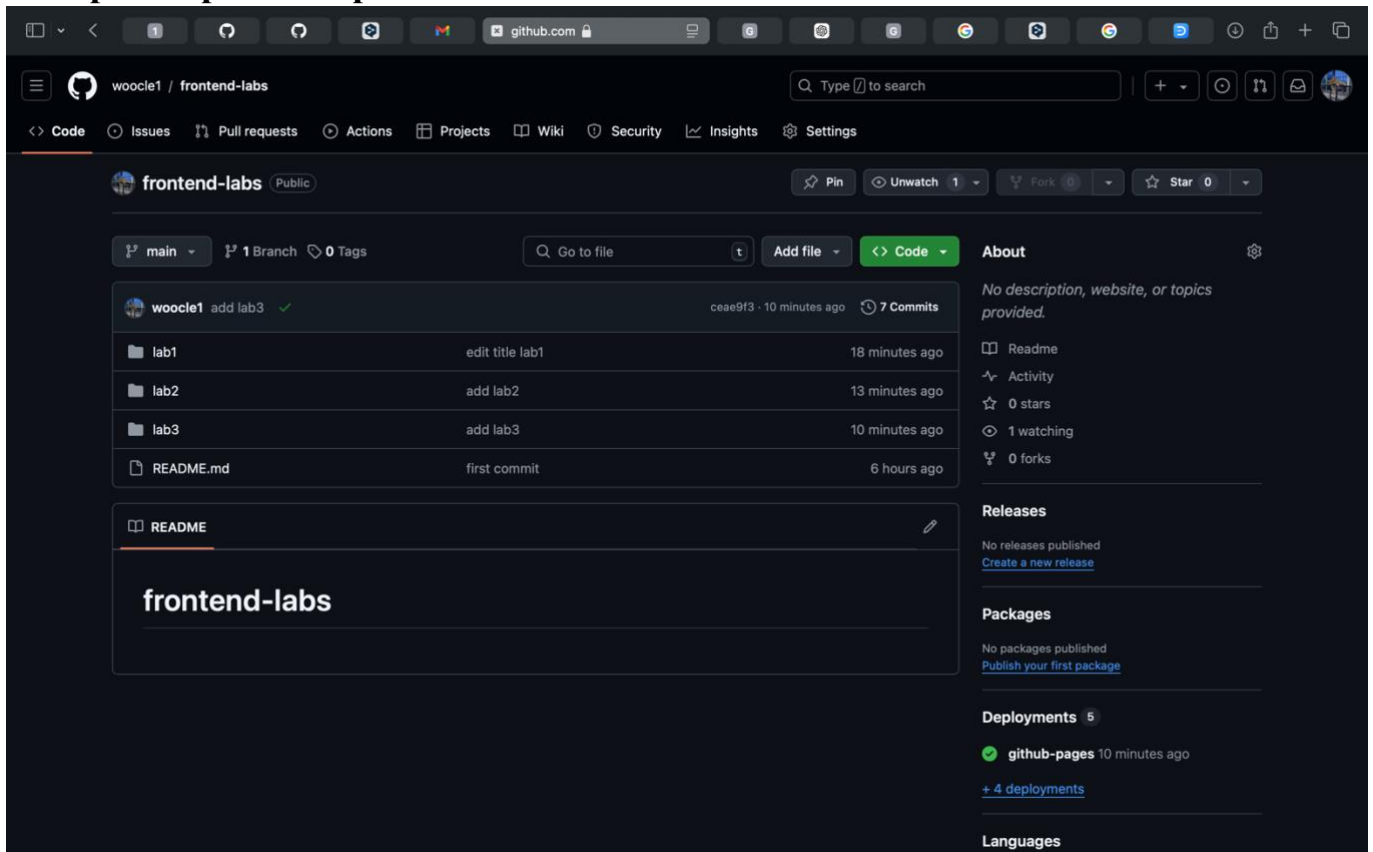 github.com
woocle1 / frontend-labs
Type / to search
Code Issues Pull requests Actions Projects Wiki Security Insights Settings
frontend-labs Public
Pin Unwatch 1 Fork 0 Star 0
main 1 Branch 0 Tags Go to file t Add file Code
woocle1 add lab3 ceae9f3 · 10 minutes ago 7 Commits
lab1 edit title lab1 18 minutes ago
lab2 add lab2 13 minutes ago
lab3 add lab3 10 minutes ago
README.md first commit 6 hours ago
README
frontend-labs
About
No description, website, or topics
provided.
Readme
Activity
0 stars
1 watching
0 forks
Releases
No releases published
Create a new release
Packages
No packages published
Publish your first package
Deployments 5
github-pages 10 minutes ago
+ 4 deployments
Languages